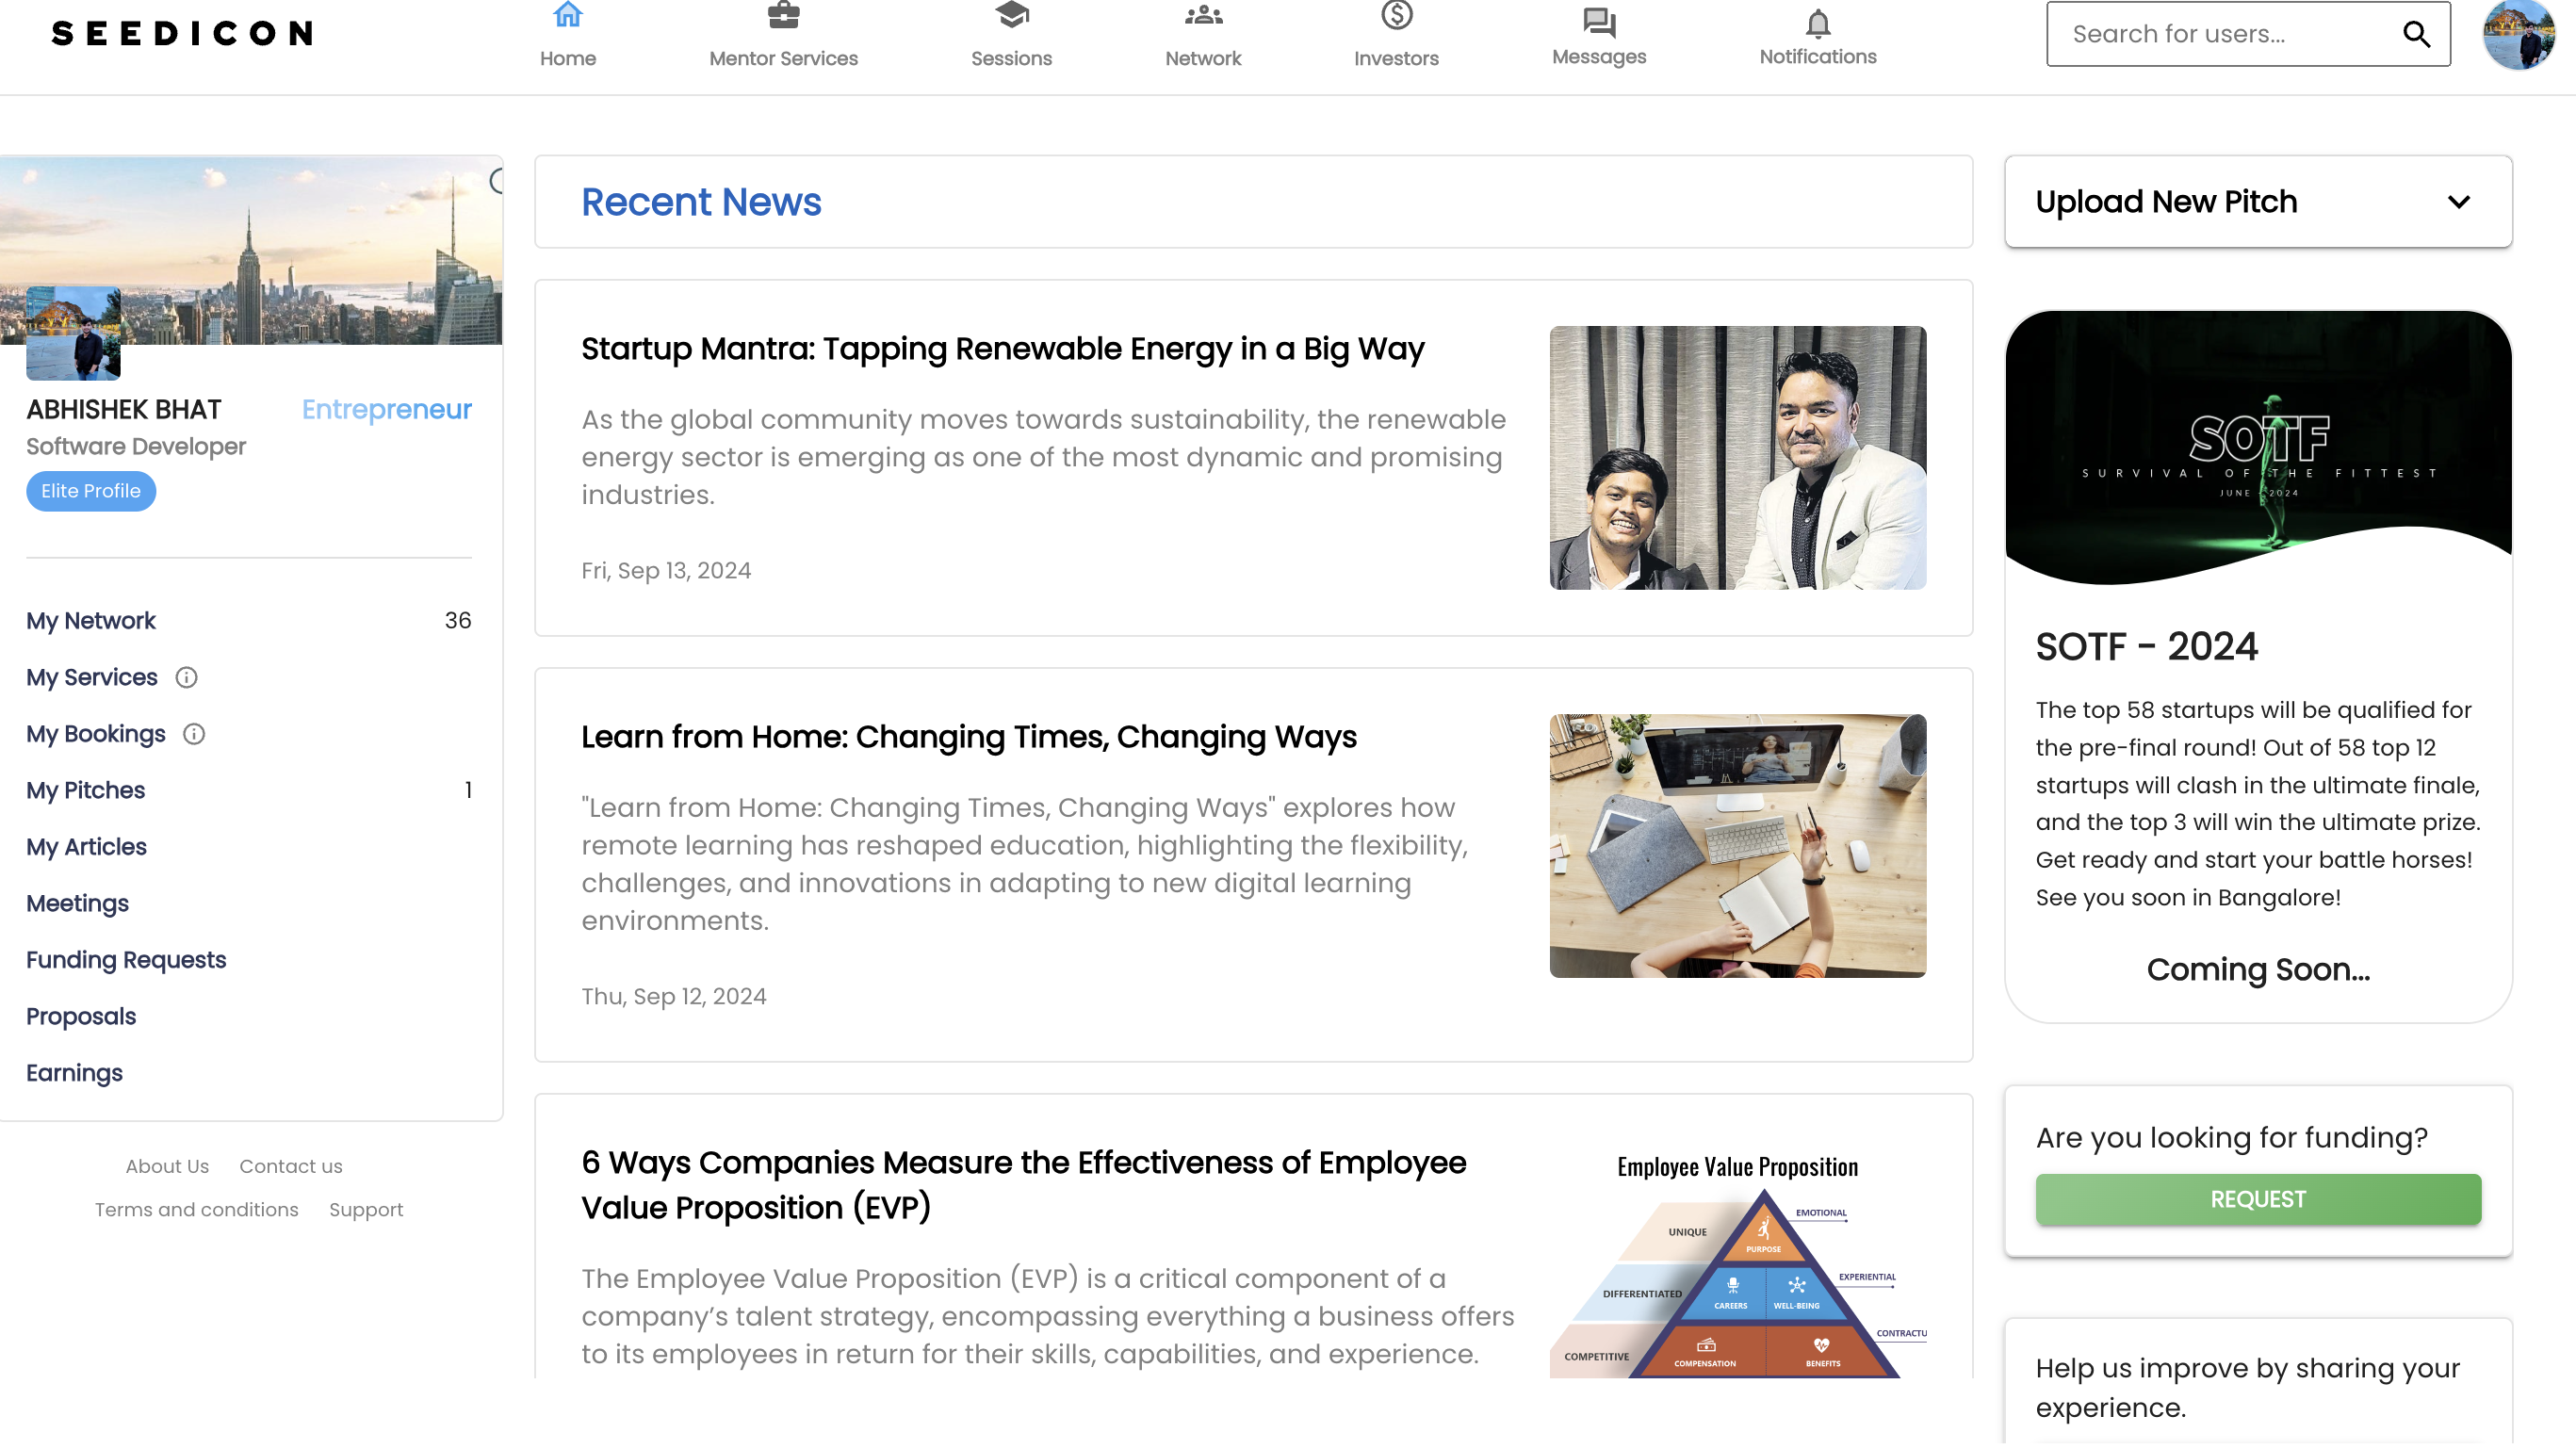 SEEDICON
Home
Mentor Services
Sessions
Network
Investors
Messages
Notifications
Search for users...
ABHISHEK BHAT
Entrepreneur
Software Developer
Elite Profile
My Network 36
My Services
My Bookings
My Pitches 1
My Articles
Meetings
Funding Requests
Proposals
Earnings
About Us Contact us
Terms and conditions Support
Recent News
Startup Mantra: Tapping Renewable Energy in a Big Way
As the global community moves towards sustainability, the renewable
energy sector is emerging as one of the most dynamic and promising
industries.
Fri, Sep 13, 2024
Learn from Home: Changing Times, Changing Ways
"Learn from Home: Changing Times, Changing Ways" explores how
remote learning has reshaped education, highlighting the flexibility,
challenges, and innovations in adapting to new digital learning
environments.
Thu, Sep 12, 2024
6 Ways Companies Measure the Effectiveness of Employee
Value Proposition (EVP)
The Employee Value Proposition (EVP) is a critical component of a
company’s talent strategy, encompassing everything a business offers
to its employees in return for their skills, capabilities, and experience.
Employee Value Proposition
EMOTIONAL
UNIQUE
PURPOSE
EXPERIENTIAL
DIFFERENTIATED
CAREERS
WELL-BEING
CONTRACTU
COMPETITIVE
COMPENSATION
BENEFITS
Upload New Pitch
SOTF
SURVIVAL OF THE FITTEST
JUNE - 2024
SOTF - 2024
The top 58 startups will be qualified for
the pre-final round! Out of 58 top 12
startups will clash in the ultimate finale,
and the top 3 will win the ultimate prize.
Get ready and start your battle horses!
See you soon in Bangalore!
Coming Soon...
Are you looking for funding?
REQUEST
Help us improve by sharing your
experience.